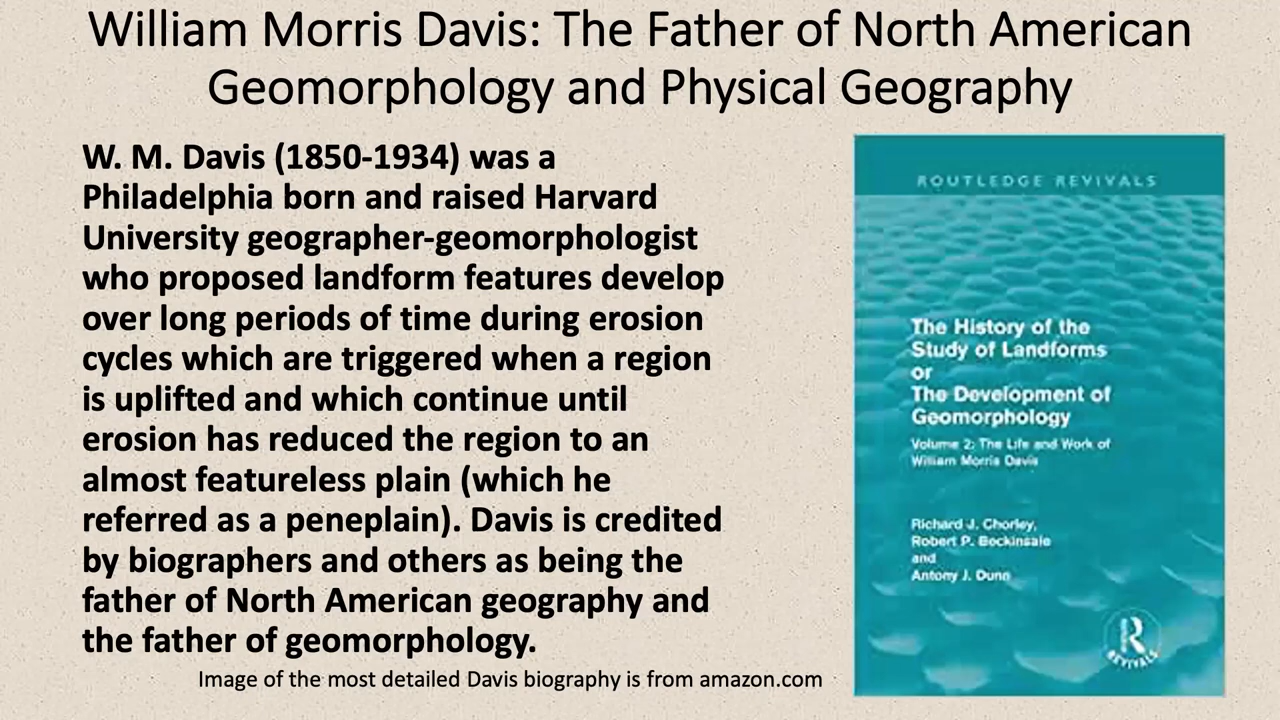 William Morris Davis: The Father of North American
Geomorphology and Physical Geography
W. M. Davis (1850-1934) was a
Philadelphia born and raised Harvard
University geographer-geomorphologist
who proposed landform features develop
over long periods of time during erosion
cycles which are triggered when a region
is uplifted and which continue until
erosion has reduced the region to an
almost featureless plain (which he
referred as a peneplain). Davis is credited
by biographers and others as being the
father of North American geography and
the father of geomorphology.
Image of the most detailed Davis biography is from amazon.com
ROUTLEDGE REVIVALS
The History of the
Study of Landforms
or
The Development of
Geomorphology
Volume 2: The Life and Work of
William Morris Davis
Richard J. Chorley,
Robert P. Beckinsale
and
Antony J. Dunn
R
REVIVALS